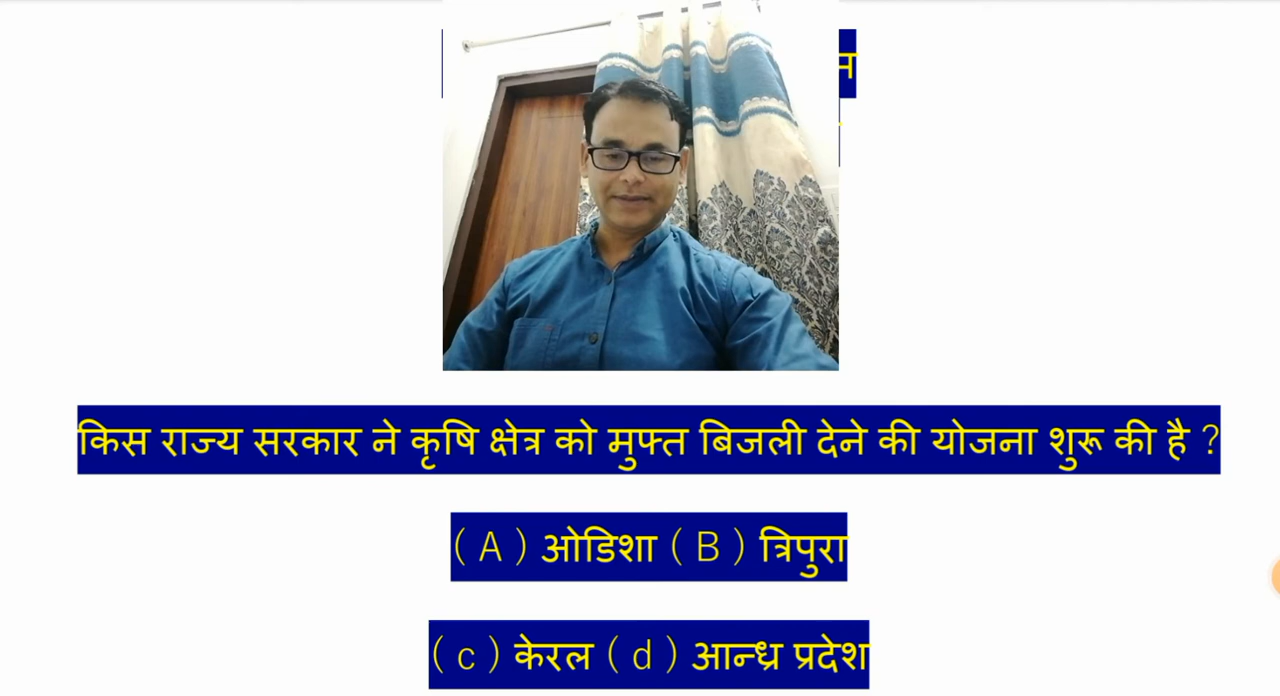 किस राज्य सरकार ने कृषि क्षेत्र को मुफ्त बिजली देने की योजना शुरू की है ?
( A ) ओडिशा ( B ) त्रिपुरा
( c ) केरल ( d ) आन्ध्र प्रदेश